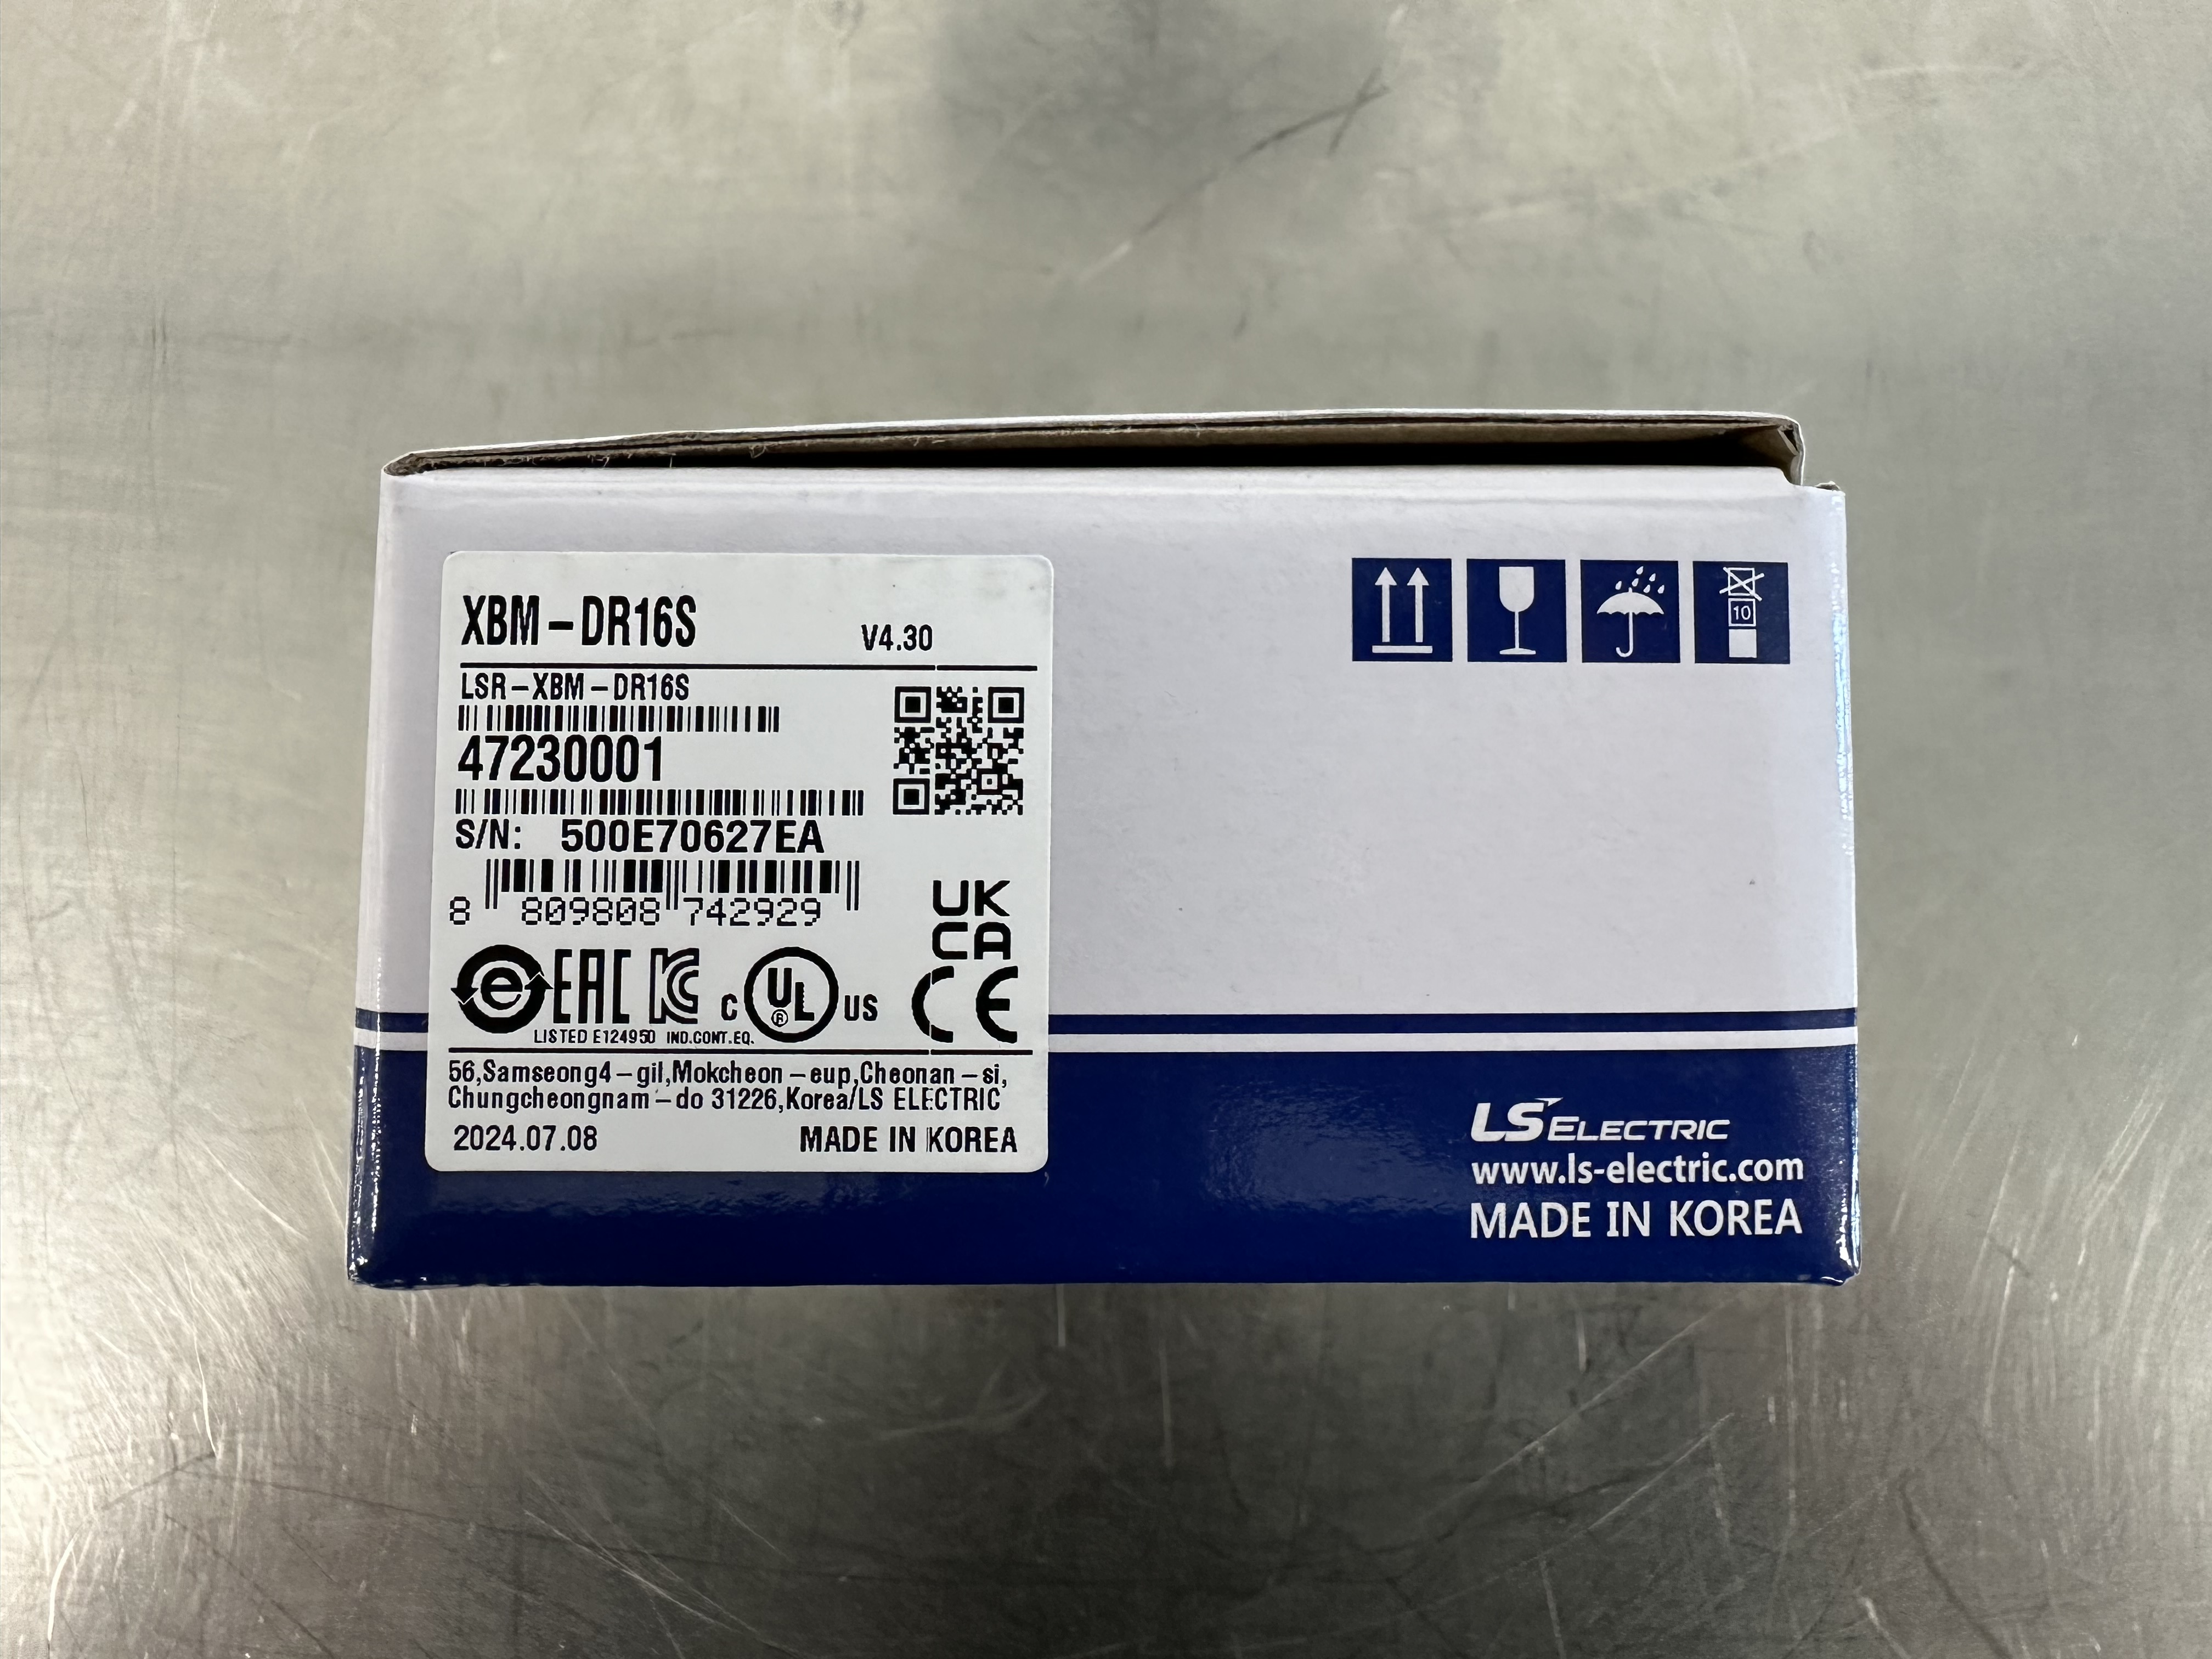 XBM-DR16S V4.30
LSR-XBM-DR16S
47230001
S/N: 500E70627EA
8 809808 742929
UK
CA
e EAC KC c UL ® US CE
LISTED E124950 IND.CONT.EQ.
56,Samseong4-gil,Mokcheon-eup,Cheonan-si,
Chungcheongnam-do 31226,Korea/LS ELECTRIC
2024.07.08 MADE IN KOREA
10
LS ELECTRIC
www.ls-electric.com
MADE IN KOREA